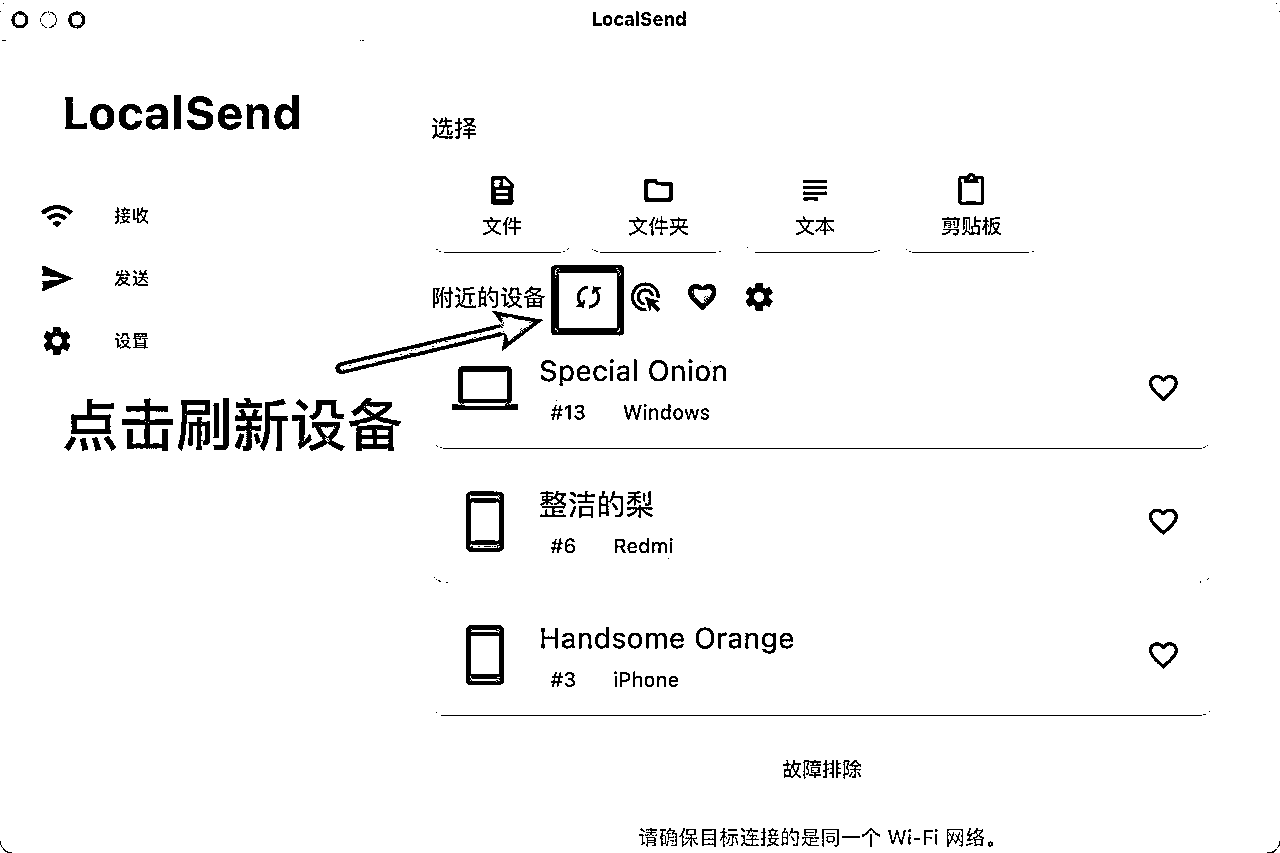 LocalSend
LocalSend
接收
发送
设置
点击刷新设备
选择
文件 文件夹 文本 剪贴板
附近的设备
Special Onion
#13 Windows
整洁的梨
#6 Redmi
Handsome Orange
#3 iPhone
故障排除
请确保目标连接的是同一个 Wi-Fi 网络。